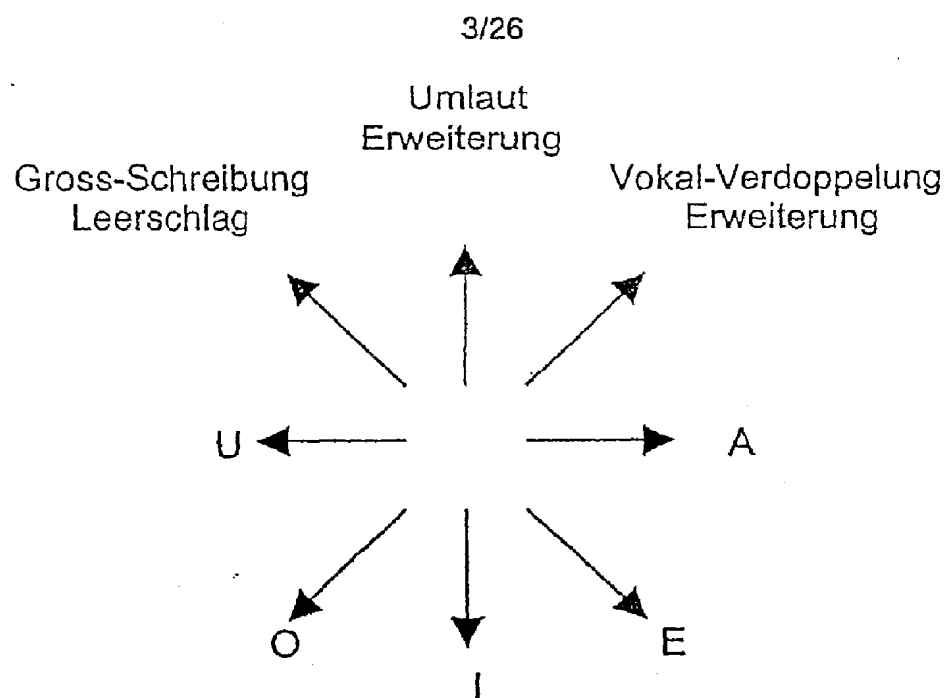 3/26
Umlaut
Erweiterung
Gross-Schreibung
Leerschlag
Vokal-Verdoppelung
Erweiterung
U
A
O
E
I